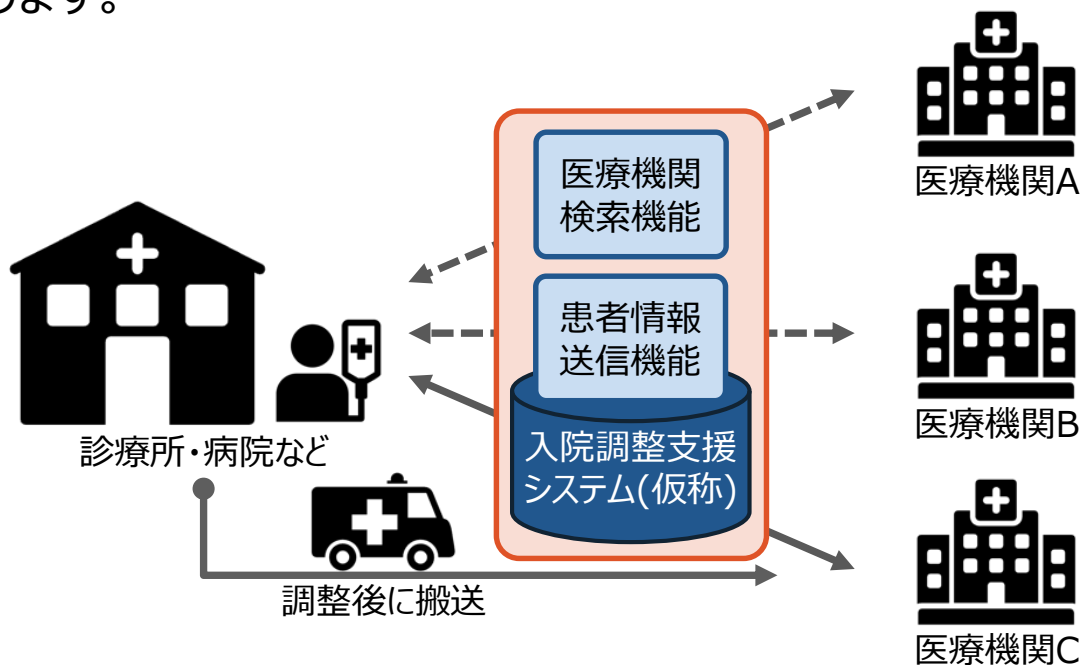 ります。
医療機関
検索機能
患者情報
送信機能
入院調整支援
システム(仮称)
診療所・病院など
調整後に搬送
医療機関A
医療機関B
医療機関C